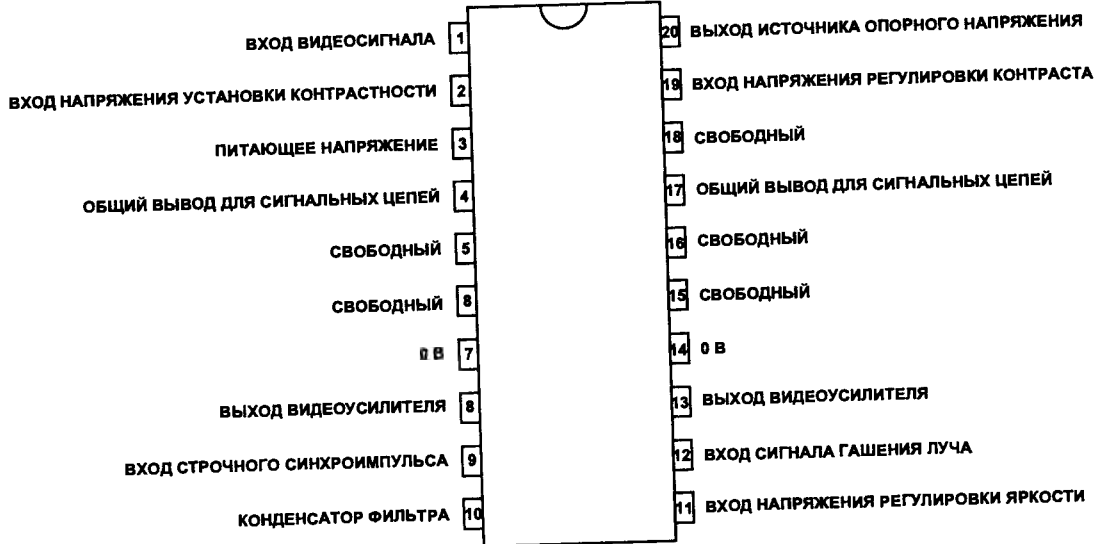 ВХОД ВИДЕОСИГНАЛА 1
ВХОД НАПРЯЖЕНИЯ УСТАНОВКИ КОНТРАСТНОСТИ 2
ПИТАЮЩЕЕ НАПРЯЖЕНИЕ 3
ОБЩИЙ ВЫВОД ДЛЯ СИГНАЛЬНЫХ ЦЕПЕЙ 4
СВОБОДНЫЙ 5
СВОБОДНЫЙ 8
0 В 7
ВЫХОД ВИДЕОУСИЛИТЕЛЯ 8
ВХОД СТРОЧНОГО СИНХРОИМПУЛЬСА 9
КОНДЕНСАТОР ФИЛЬТРА 10
20 ВЫХОД ИСТОЧНИКА ОПОРНОГО НАПРЯЖЕНИЯ
19 ВХОД НАПРЯЖЕНИЯ РЕГУЛИРОВКИ КОНТРАСТА
18 СВОБОДНЫЙ
17 ОБЩИЙ ВЫВОД ДЛЯ СИГНАЛЬНЫХ ЦЕПЕЙ
16 СВОБОДНЫЙ
15 СВОБОДНЫЙ
14 0 В
13 ВЫХОД ВИДЕОУСИЛИТЕЛЯ
12 ВХОД СИГНАЛА ГАШЕНИЯ ЛУЧА
11 ВХОД НАПРЯЖЕНИЯ РЕГУЛИРОВКИ ЯРКОСТИ